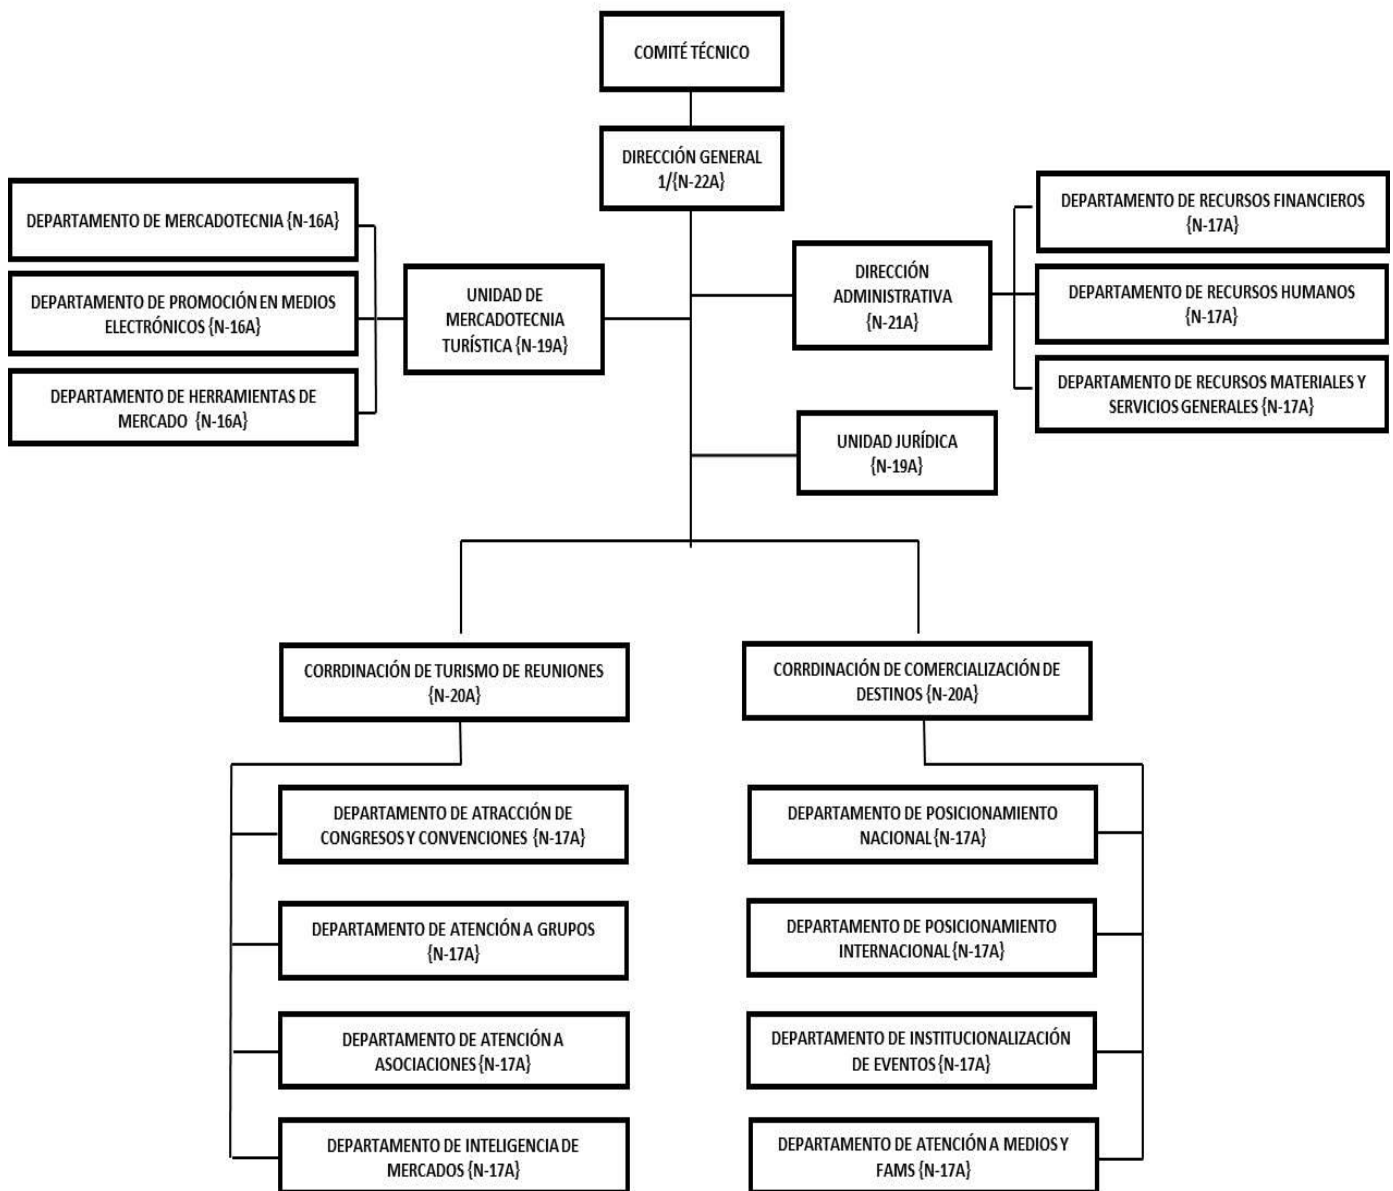 COMITÉ TÉCNICO
DIRECCIÓN GENERAL
1/{N-22A}
DEPARTAMENTO DE MERCADOTECNIA {N-16A}
DEPARTAMENTO DE PROMOCIÓN EN MEDIOS
ELECTRÓNICOS {N-16A}
DEPARTAMENTO DE HERRAMIENTAS DE
MERCADO {N-16A}
UNIDAD DE
MERCADOTECNIA
TURÍSTICA {N-19A}
DIRECCIÓN
ADMINISTRATIVA
{N-21A}
DEPARTAMENTO DE RECURSOS FINANCIEROS
{N-17A}
DEPARTAMENTO DE RECURSOS HUMANOS
{N-17A}
DEPARTAMENTO DE RECURSOS MATERIALES Y
SERVICIOS GENERALES {N-17A}
UNIDAD JURÍDICA
{N-19A}
CORRDINACIÓN DE TURISMO DE REUNIONES
{N-20A}
DEPARTAMENTO DE ATRACCIÓN DE
CONGRESOS Y CONVENCIONES {N-17A}
DEPARTAMENTO DE ATENCIÓN A GRUPOS
{N-17A}
DEPARTAMENTO DE ATENCIÓN A
ASOCIACIONES {N-17A}
DEPARTAMENTO DE INTELIGENCIA DE
MERCADOS {N-17A}
CORRDINACIÓN DE COMERCIALIZACIÓN DE
DESTINOS {N-20A}
DEPARTAMENTO DE POSICIONAMIENTO
NACIONAL {N-17A}
DEPARTAMENTO DE POSICIONAMIENTO
INTERNACIONAL {N-17A}
DEPARTAMENTO DE INSTITUCIONALIZACIÓN
DE EVENTOS {N-17A}
DEPARTAMENTO DE ATENCIÓN A MEDIOS Y
FAMS {N-17A}